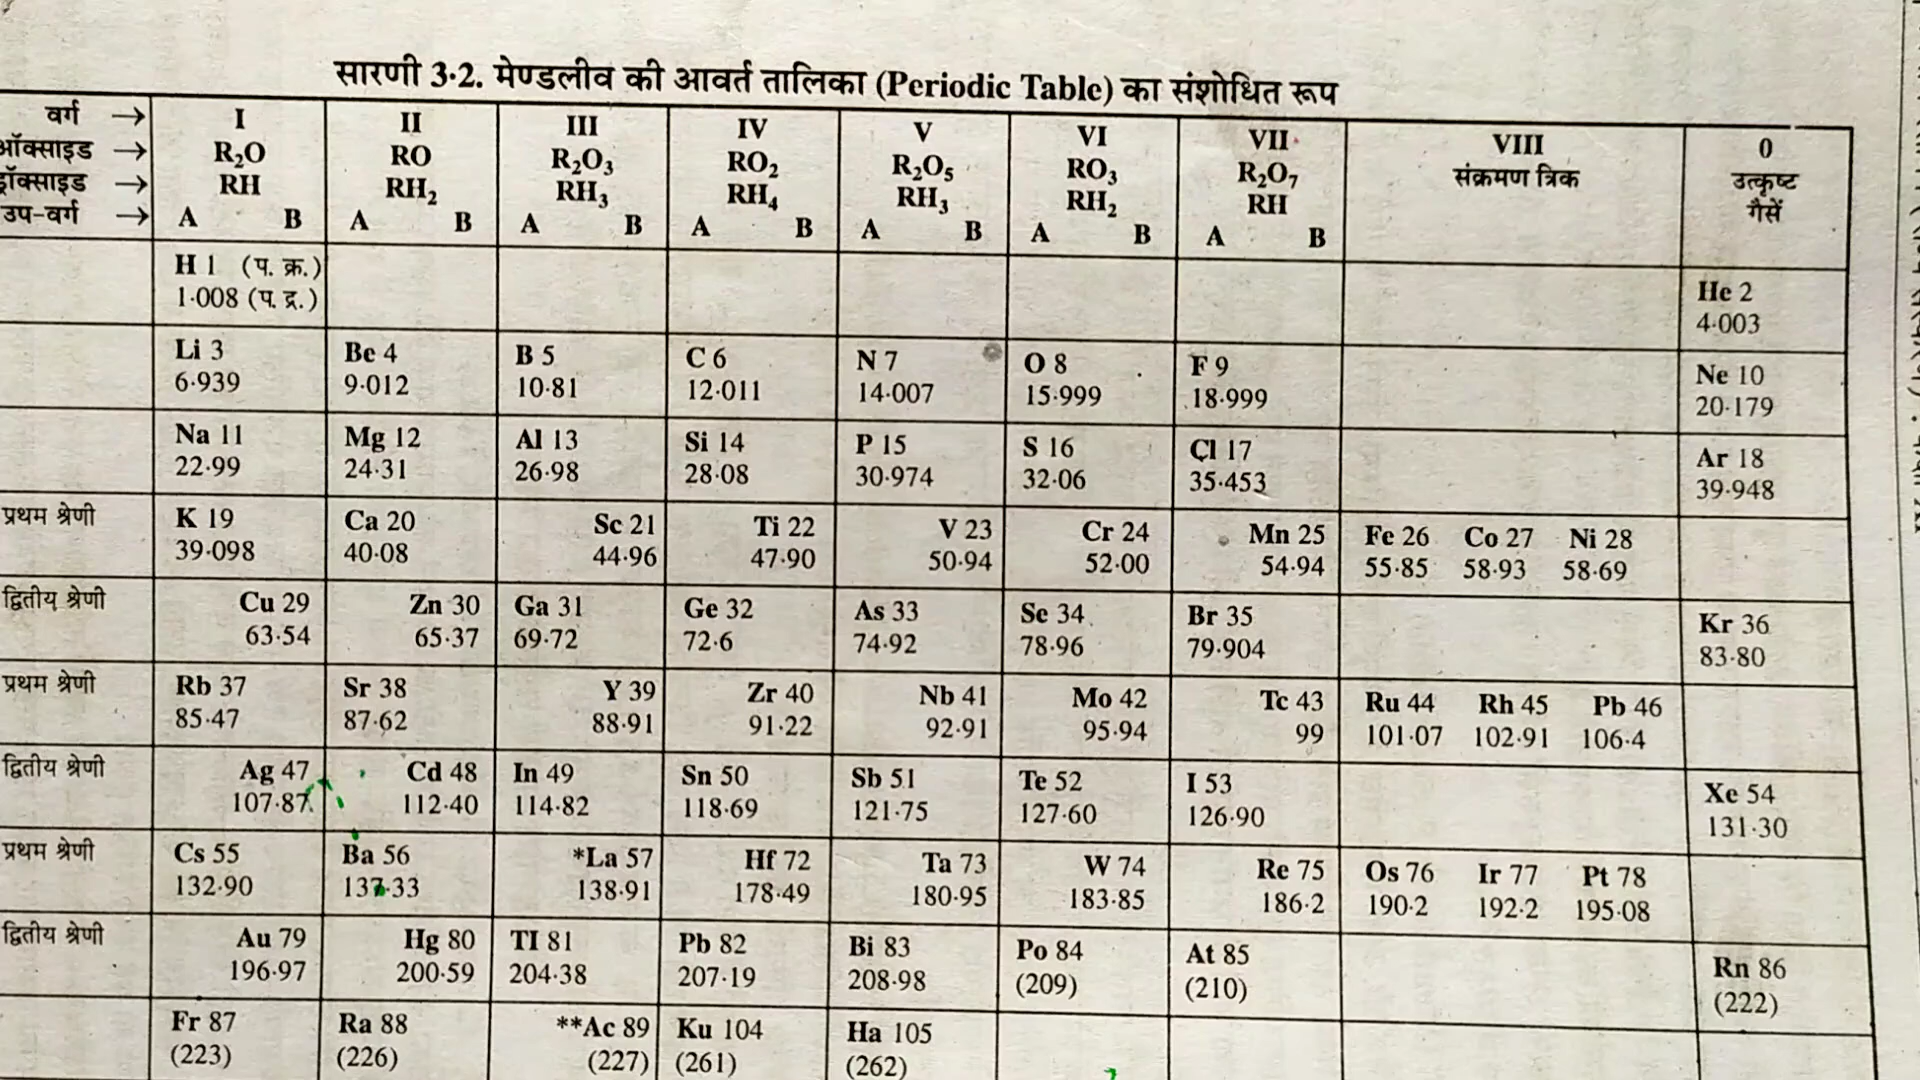 सारणी 3·2. मेण्डलीव की आवर्त तालिका (Periodic Table) का संशोधित रूप
वर्ग → I II III IV V VI VII VIII 0
ऑक्साइड → R₂O RO R₂O₃ RO₂ R₂O₅ RO₃ R₂O₇ संक्रमण त्रिक उत्कृष्ट
ड्रॉक्साइड → RH RH₂ RH₃ RH₄ RH₃ RH₂ RH गैसें
उप-वर्ग → A B A B A B A B A B A B A B
H 1 (प. क्र.) He 2
1·008 (प. द्र.) 4·003
Li 3 Be 4 B 5 C 6 N 7 O 8 F 9 Ne 10
6·939 9·012 10·81 12·011 14·007 15·999 18·999 20·179
Na 11 Mg 12 Al 13 Si 14 P 15 S 16 Cl 17 Ar 18
22·99 24·31 26·98 28·08 30·974 32·06 35·453 39·948
प्रथम श्रेणी K 19 Ca 20 Sc 21 Ti 22 V 23 Cr 24 Mn 25 Fe 26 Co 27 Ni 28
39·098 40·08 44·96 47·90 50·94 52·00 54·94 55·85 58·93 58·69
द्वितीय श्रेणी Cu 29 Zn 30 Ga 31 Ge 32 As 33 Se 34 Br 35 Kr 36
63·54 65·37 69·72 72·6 74·92 78·96 79·904 83·80
प्रथम श्रेणी Rb 37 Sr 38 Y 39 Zr 40 Nb 41 Mo 42 Tc 43 Ru 44 Rh 45 Pb 46
85·47 87·62 88·91 91·22 92·91 95·94 99 101·07 102·91 106·4
द्वितीय श्रेणी Ag 47 Cd 48 In 49 Sn 50 Sb 51 Te 52 I 53 Xe 54
107·87 112·40 114·82 118·69 121·75 127·60 126·90 131·30
प्रथम श्रेणी Cs 55 Ba 56 *La 57 Hf 72 Ta 73 W 74 Re 75 Os 76 Ir 77 Pt 78
132·90 137·33 138·91 178·49 180·95 183·85 186·2 190·2 192·2 195·08
द्वितीय श्रेणी Au 79 Hg 80 TI 81 Pb 82 Bi 83 Po 84 At 85 Rn 86
196·97 200·59 204·38 207·19 208·98 (209) (210) (222)
Fr 87 Ra 88 **Ac 89 Ku 104 Ha 105
(223) (226) (227) (261) (262)